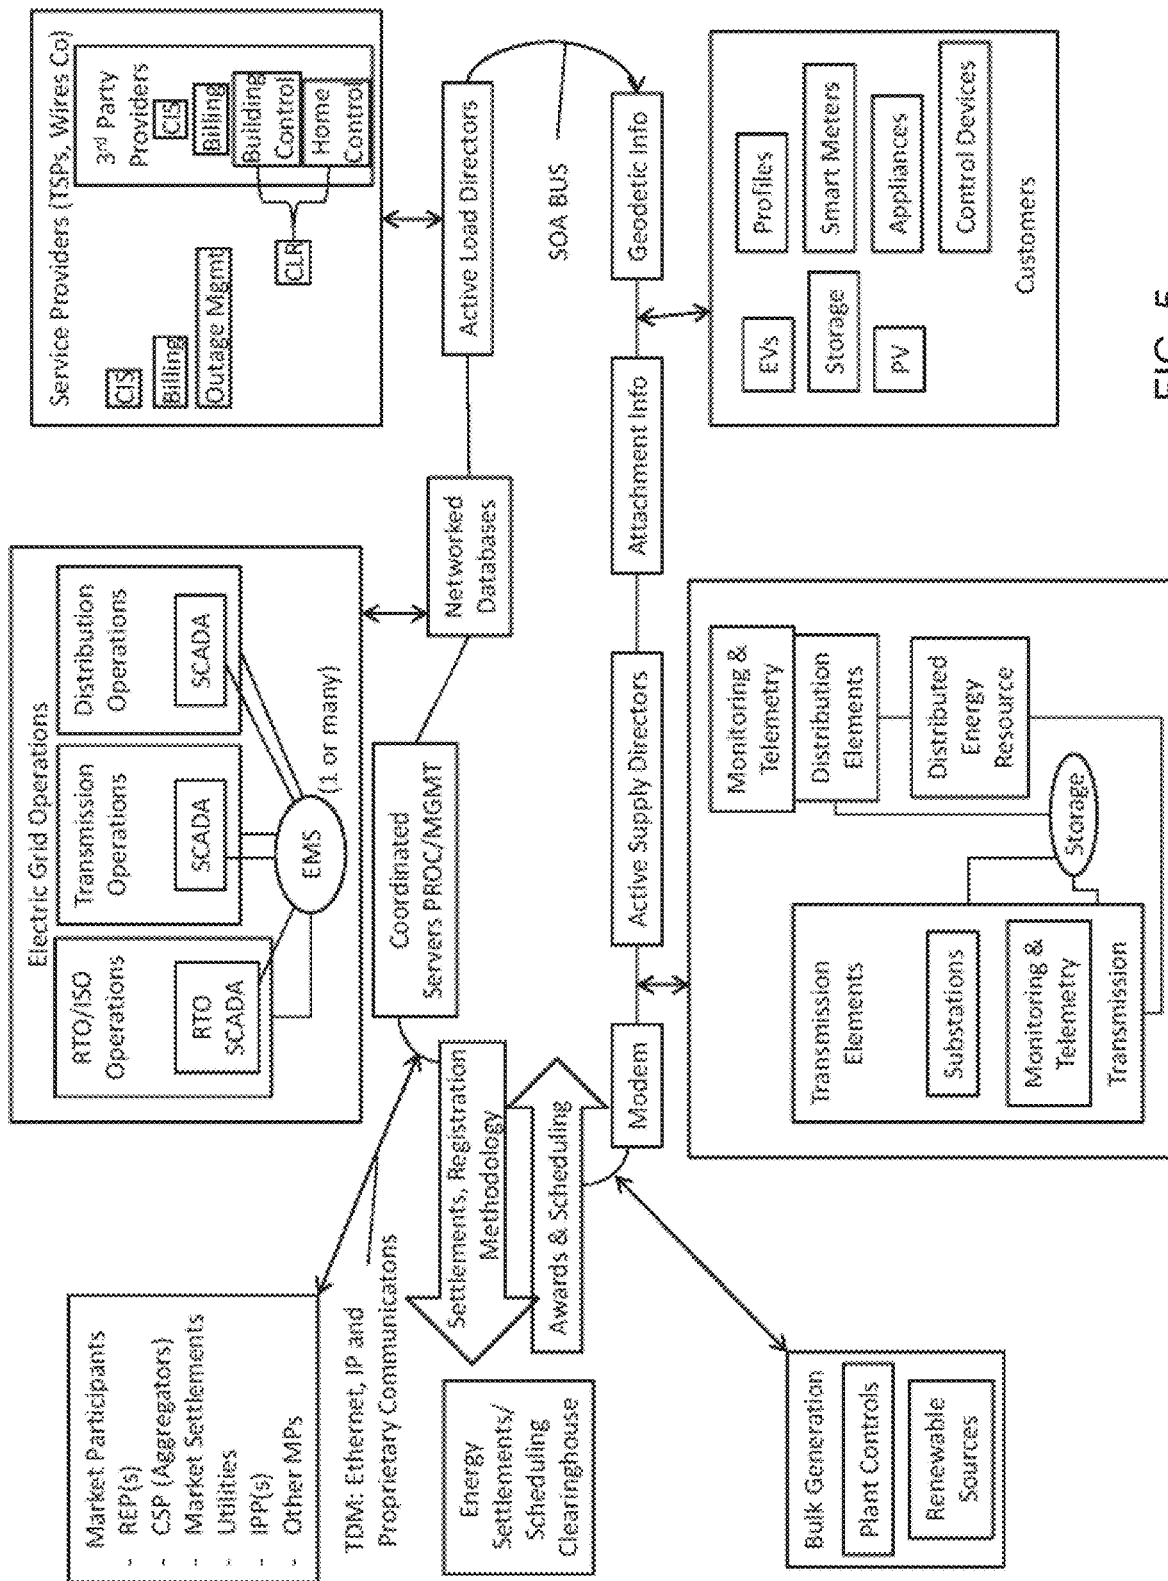 Market Participants
- REP(s)
- CSP (Aggregators)
- Market Settlements
- Utilities
- IPP(s)
- Other MPs
Electric Grid Operations
RTO/ISO
Operations
RTO
SCADA
Transmission
Operations
SCADA
Distribution
Operations
SCADA
EMS
(1 or many)
Service Providers (TSPs, Wires Co)
CIS
Billing
Outage Mgmt
3rd Party
Providers
CIS
Billing
Building
Control
Home
Control
CLR
TDM: Ethernet, IP and
Proprietary Communicatons
Coordinated
Servers PROC/MGMT
Networked
Databases
Active Load Directors
SOA BUS
Settlements, Registration
Methodology
Awards & Scheduling
Energy
Settlements/
Scheduling
Clearinghouse
Modem
Active Supply Directors
Attachment Info
Geodetic Info
Bulk Generation
Plant Controls
Renewable
Sources
Transmission
Elements
Substations
Monitoring &
Telemetry
Transmission
Storage
Monitoring &
Telemetry
Distribution
Elements
Distributed
Energy
Resource
EVs
Storage
PV
Profiles
Smart Meters
Appliances
Control Devices
Customers